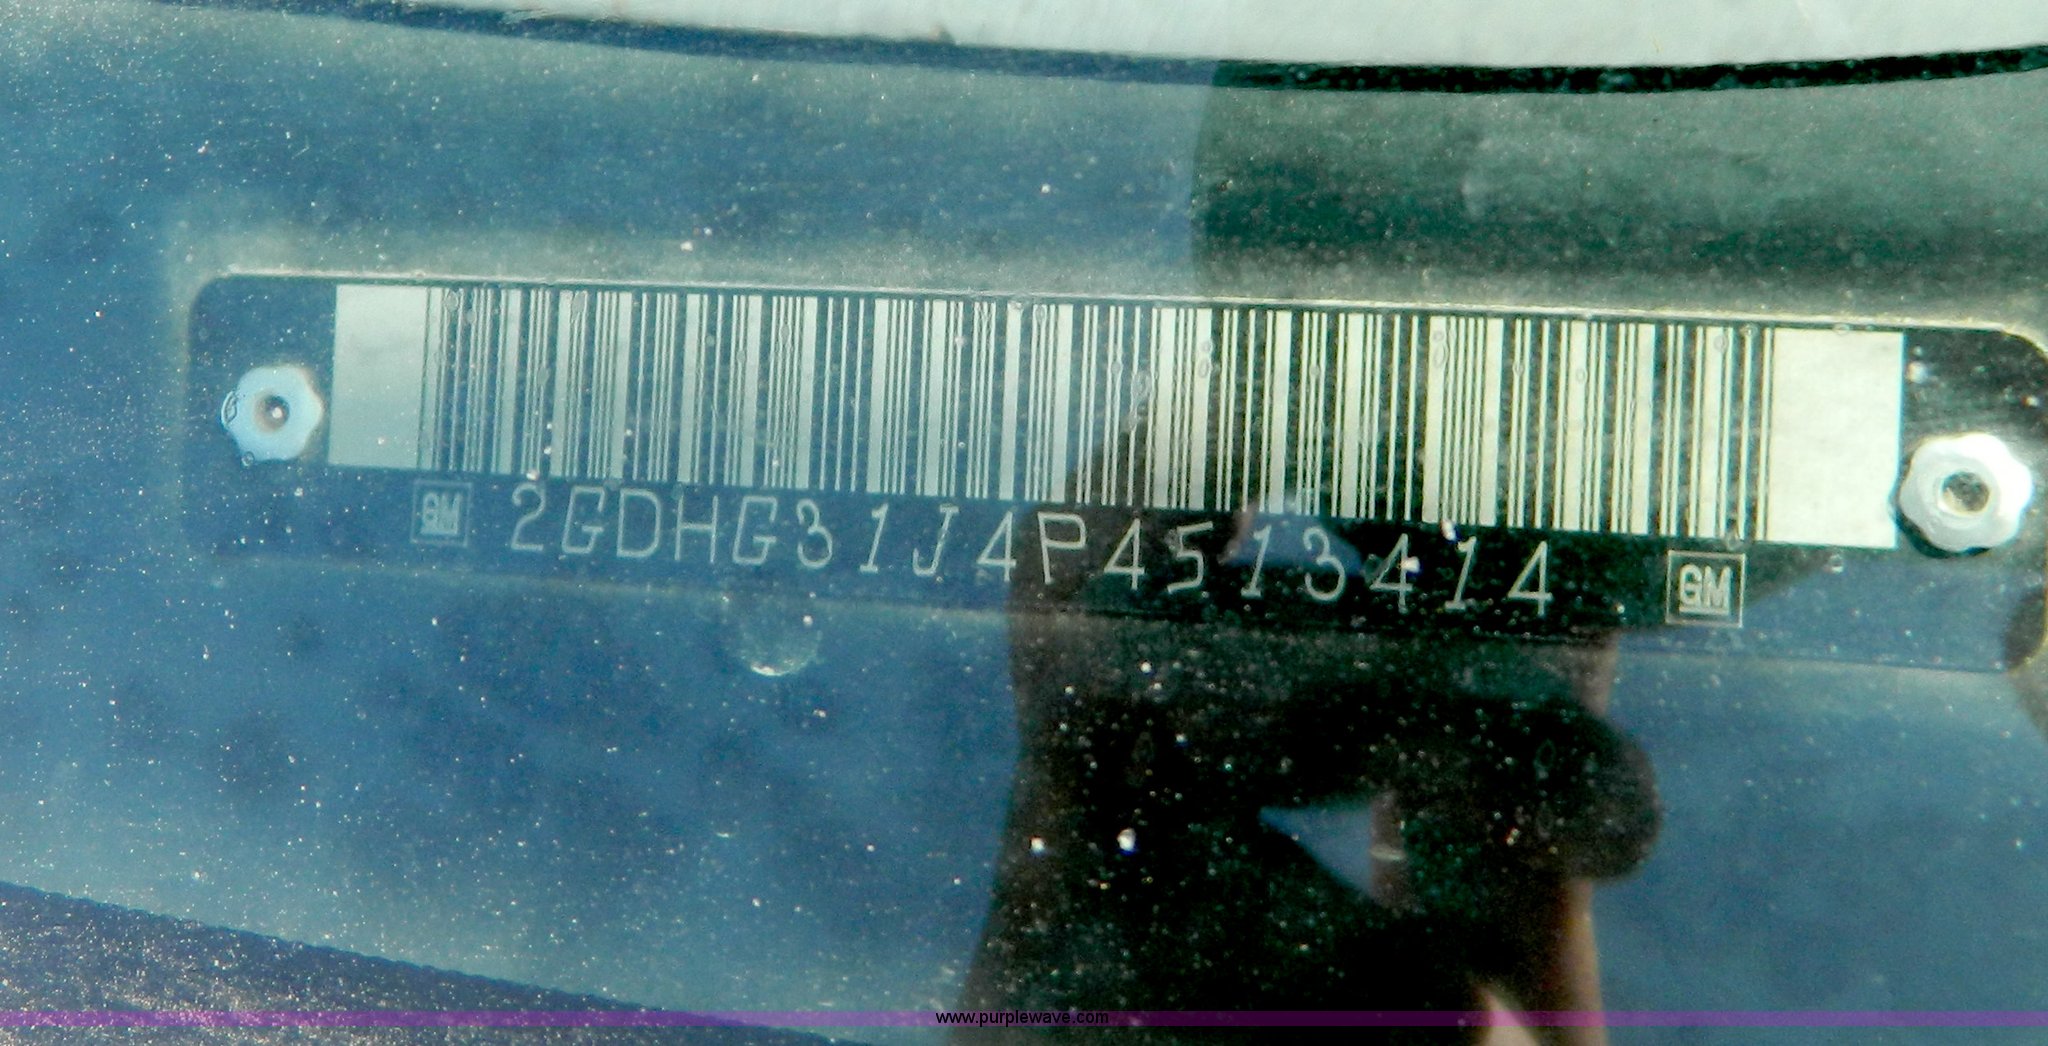 GM 2GDHG31J4P4513414 GM
www.purplewave.com